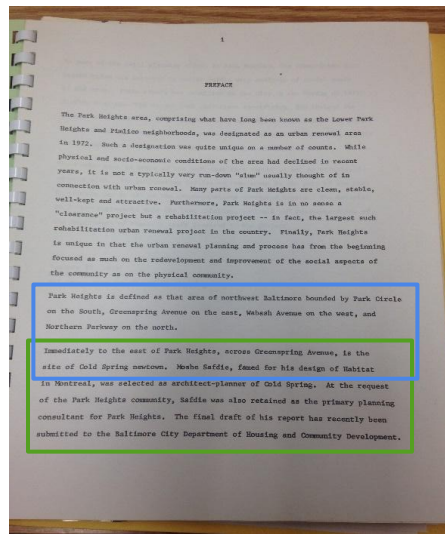 1
PREFACE
The Park Heights area, comprising what have long been known as the Lower Park
Heights and Pimlico neighborhoods, was designated as an urban renewal area
in 1972. Such a designation was quite unique on a number of counts. While
physical and socio-economic conditions of the area had declined in recent
years, it is not a typically very run-down "slum" usually thought of in
connection with urban renewal. Many parts of Park Heights are clean, stable,
well-kept and attractive. Furthermore, Park Heights is in no sense a
"clearance" project but a rehabilitation project -- in fact, the largest such
rehabilitation urban renewal project in the country. Finally, Park Heights
is unique in that the urban renewal planning and process has from the beginning
focused as much on the redevelopment and improvement of the social aspects of
the community as on the physical community.
Park Heights is defined as that area of northwest Baltimore bounded by Park Circle
on the South, Greenspring Avenue on the east, Wabash Avenue on the west, and
Northern Parkway on the north.
Immediately to the east of Park Heights, across Greenspring Avenue, is the
site of Cold Spring newtown. Moshe Safdie, famed for his design of Habitat
in Montreal, was selected as architect-planner of Cold Spring. At the request
of the Park Heights community, Safdie was also retained as the primary planning
consultant for Park Heights. The final draft of his report has recently been
submitted to the Baltimore City Department of Housing and Community Development.